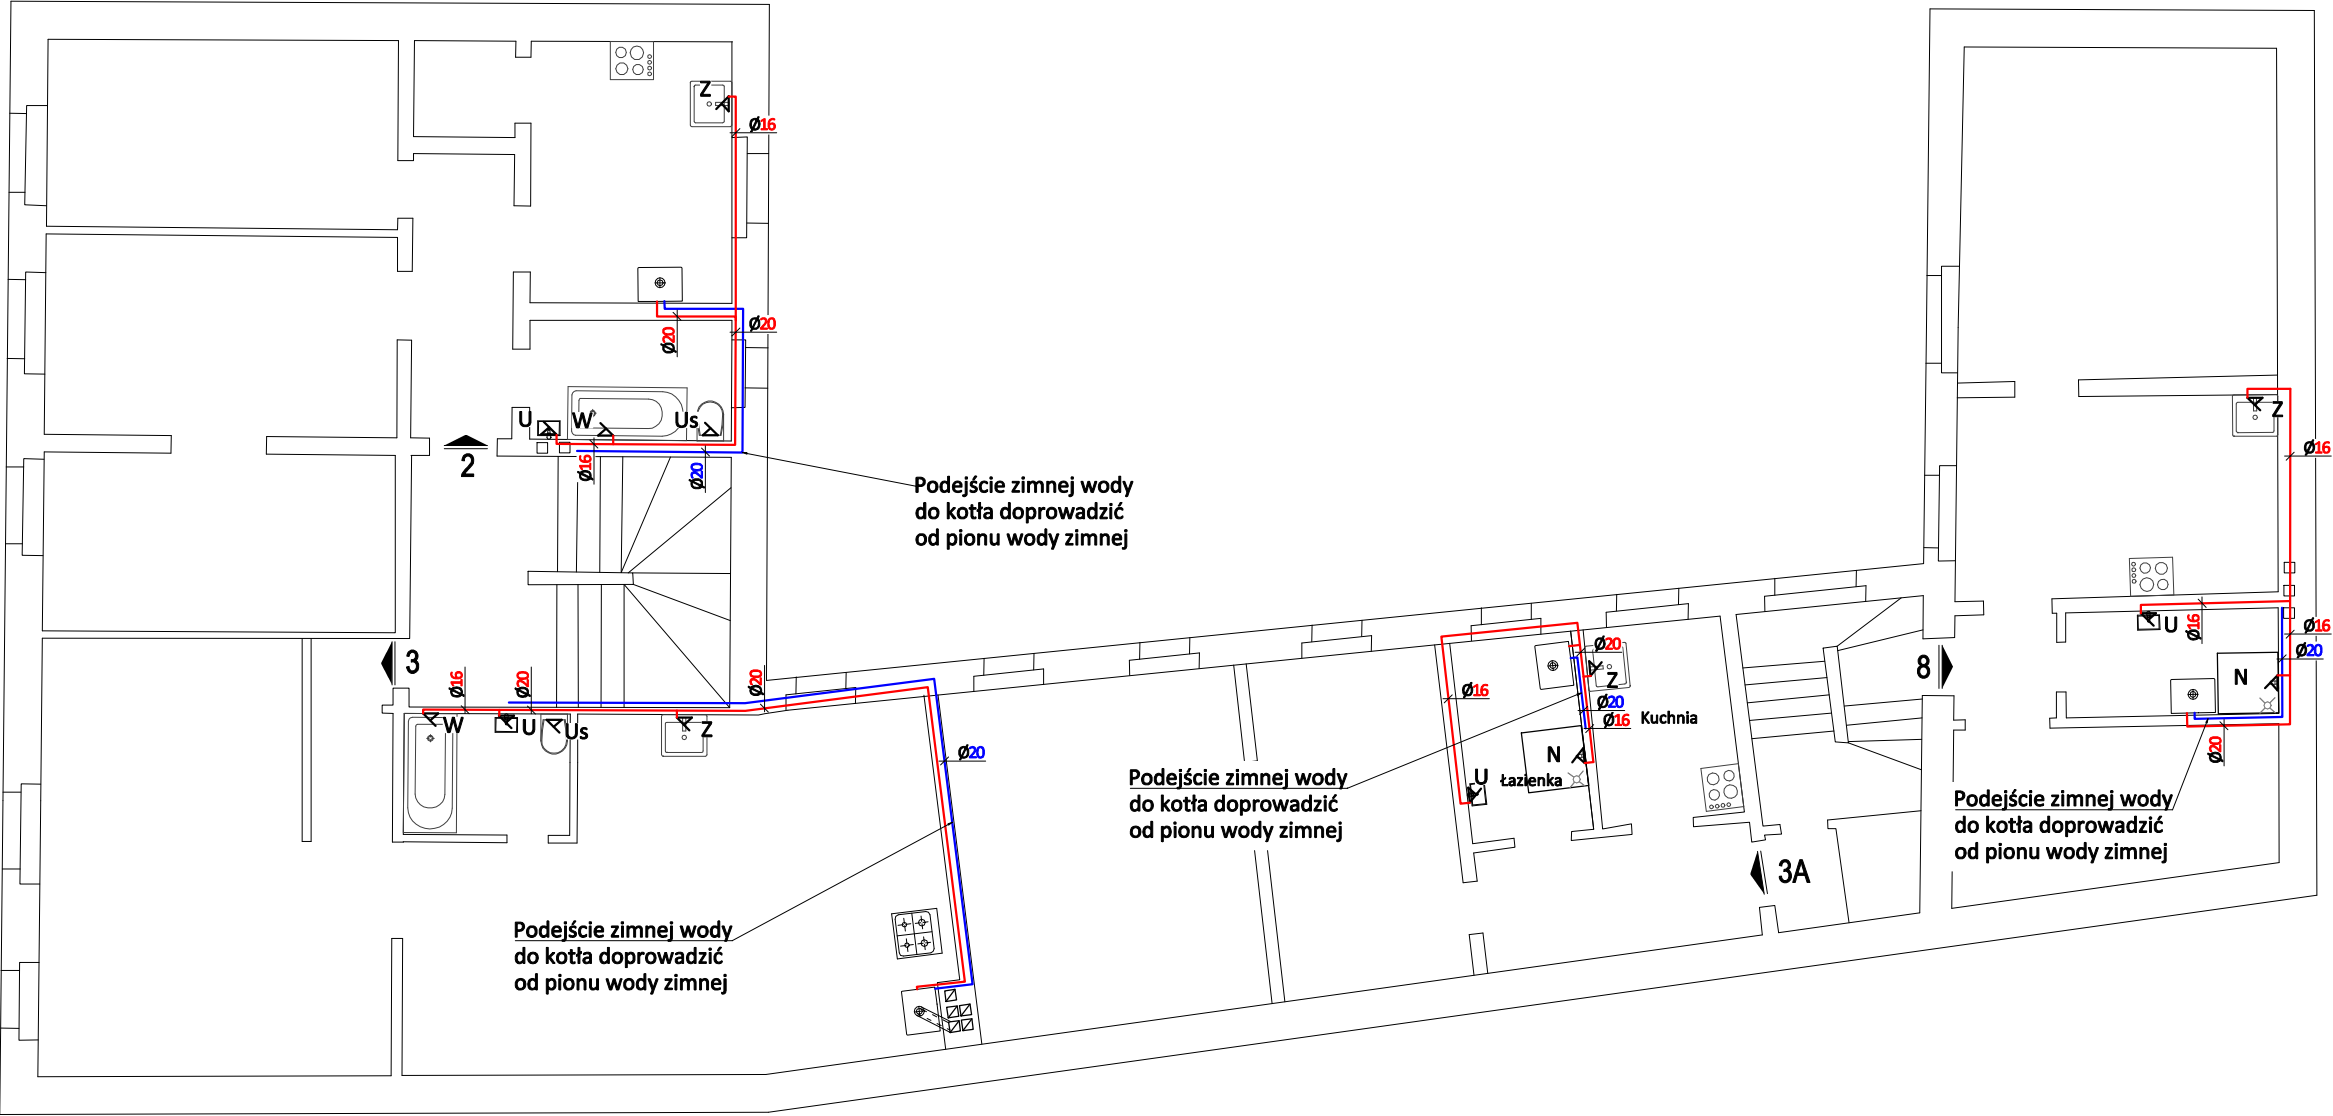 Z
Ø16
Ø20
Ø20
U
W
Us
2
Ø16
Ø20
Podejście zimnej wody
do kotła doprowadzić
od pionu wody zimnej
3
Ø16
Ø20
Ø20
W
U
Us
Z
Ø20
Podejście zimnej wody
do kotła doprowadzić
od pionu wody zimnej
Ø20
Z
Ø16
Ø20
Ø16
Kuchnia
N
U
Łazienka
Podejście zimnej wody
do kotła doprowadzić
od pionu wody zimnej
3A
Z
Ø16
U
Ø16
Ø16
Ø20
8
N
Ø20
Podejście zimnej wody
do kotła doprowadzić
od pionu wody zimnej